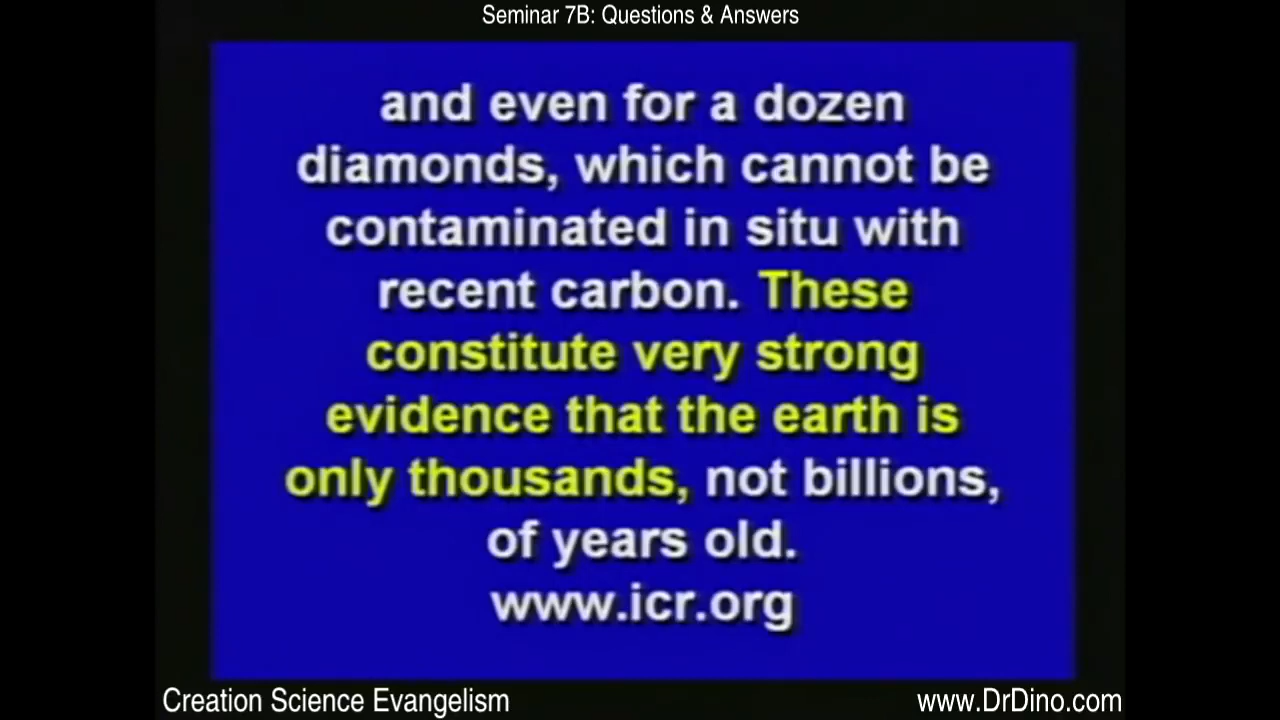 Seminar 7B: Questions & Answers
and even for a dozen
diamonds, which cannot be
contaminated in situ with
recent carbon. These
constitute very strong
evidence that the earth is
only thousands, not billions,
of years old.
www.icr.org
Creation Science Evangelism
www.DrDino.com